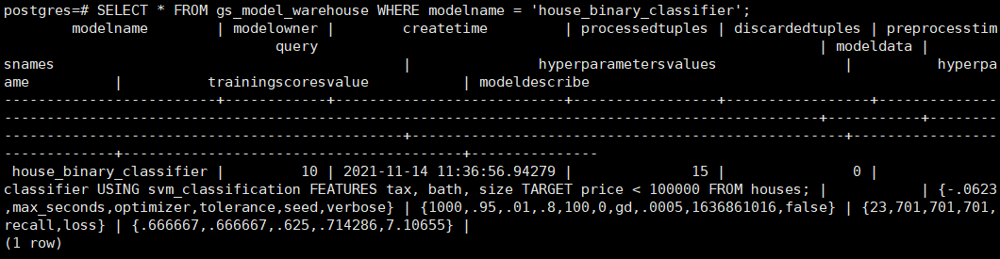 postgres=# SELECT * FROM gs_model_warehouse WHERE modelname = 'house_binary_classifier';
modelname | modelowner | createtime | processedtuples | discardedtuples | preprocesstim
query | modeldata |
snames | hyperparametersvalues | hyperpa
ame | trainingscoresvalue | modeldescribe
-------------------------+------------+----------------------------+-----------------+-----------------+--------------
------------------------------------------------------------------------------------------------+-----------+--------
-----------------------------------------------+---------------------------------------------------+-----------------
-------------+----------------------------------------+---------------
house_binary_classifier | 10 | 2021-11-14 11:36:56.94279 | 15 | 0 |
classifier USING svm_classification FEATURES tax, bath, size TARGET price < 100000 FROM houses; | | {-.0623
,max_seconds,optimizer,tolerance,seed,verbose} | {1000,.95,.01,.8,100,0,gd,.0005,1636861016,false} | {23,701,701,701,
recall,loss} | {.666667,.666667,.625,.714286,7.10655} |
(1 row)